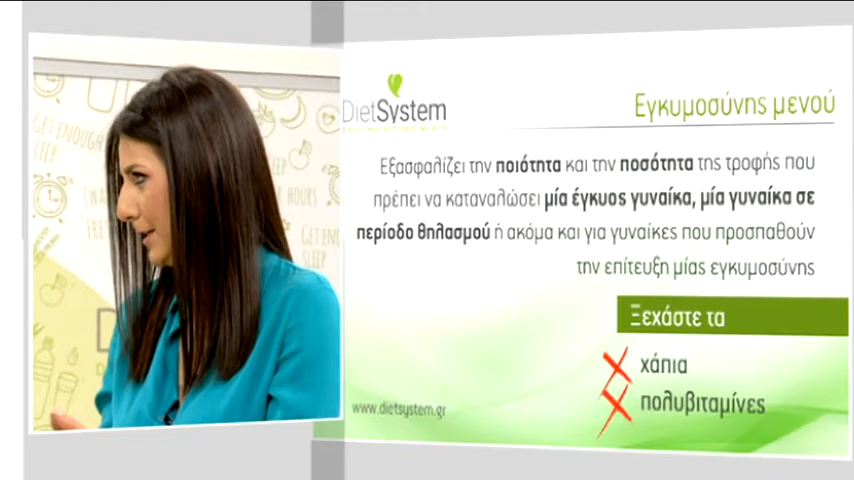 DietSystem
Εγκυμοσύνης μενού
Εξασφαλίζει την ποιότητα και την ποσότητα της τροφής που
πρέπει να καταναλώσει μία έγκυος γυναίκα, μία γυναίκα σε
περίοδο θηλασμού ή ακόμα και για γυναίκες που προσπαθούν
την επίτευξη μίας εγκυμοσύνης
Ξεχάστε τα
χάπια
πολυβιταμίνες
www.dietsystem.gr
GET ENOUGH
HOURS
GET
SLEEP
D